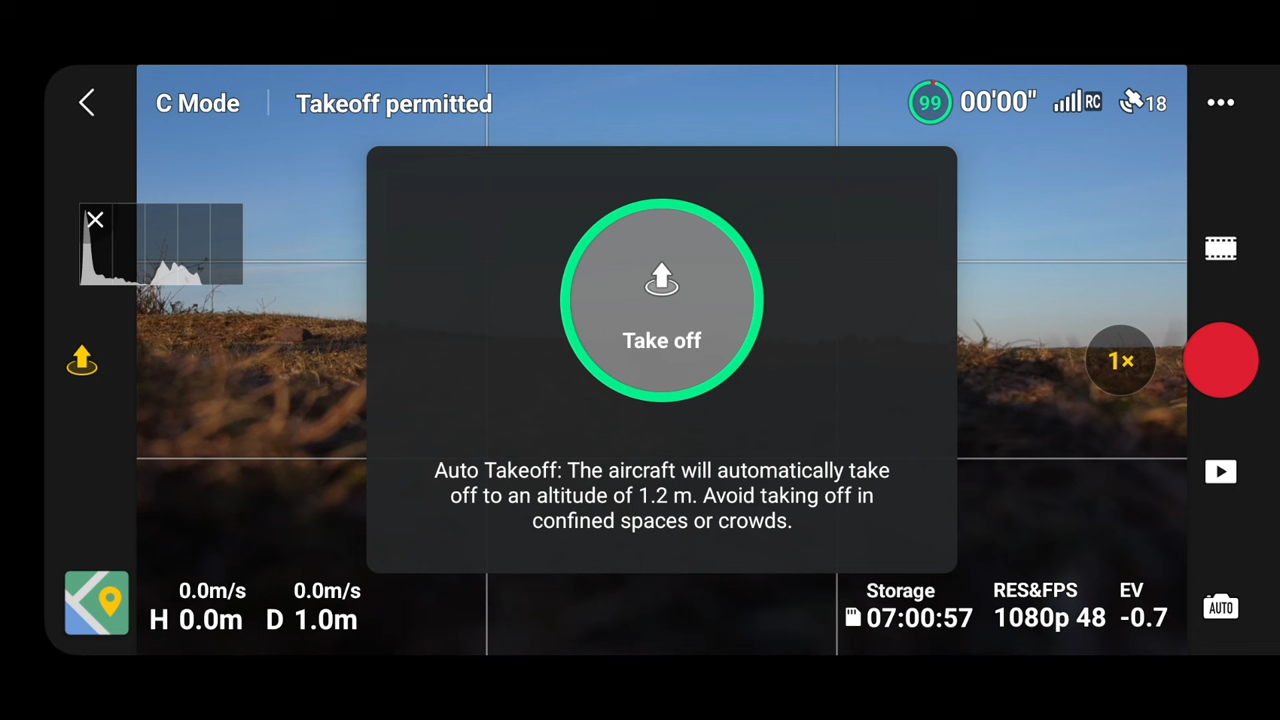 C Mode
Takeoff permitted
99
00'00"
RC
18
Take off
1×
Auto Takeoff: The aircraft will automatically take
off to an altitude of 1.2 m. Avoid taking off in
confined spaces or crowds.
0.0m/s 0.0m/s
H 0.0m D 1.0m
Storage RES&FPS EV
07:00:57 1080p 48 -0.7
AUTO